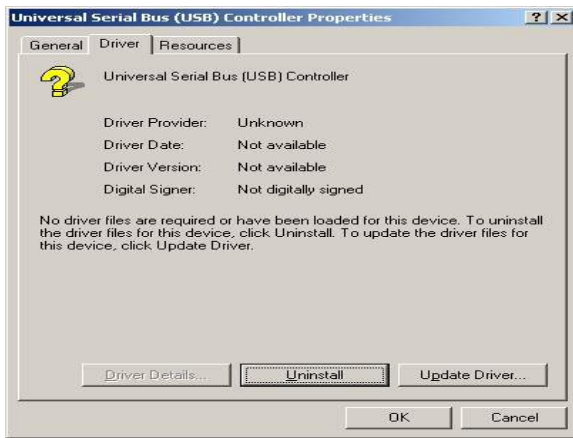 Universal Serial Bus (USB) Controller Properties
General Driver Resources
Universal Serial Bus (USB) Controller
Driver Provider: Unknown
Driver Date: Not available
Driver Version: Not available
Digital Signer: Not digitally signed
No driver files are required or have been loaded for this device. To uninstall
the driver files for this device, click Uninstall. To update the driver files for
this device, click Update Driver.
Driver Details... Uninstall Update Driver...
OK Cancel